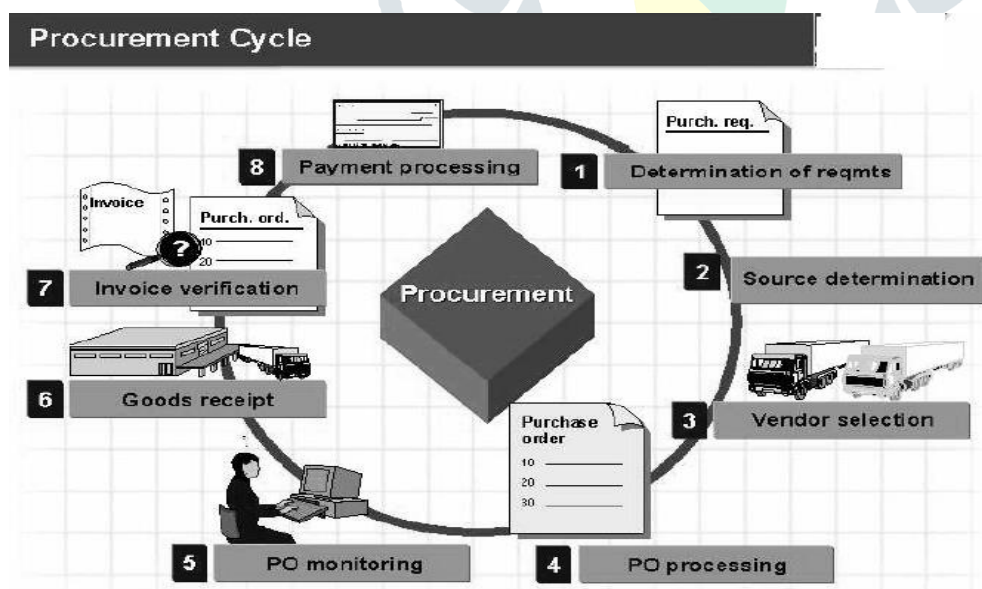 Procurement Cycle
Purch. req.
1 Determination of reqmts
2 Source determination
3 Vendor selection
Purchase
order
10
20
30
4 PO processing
5 PO monitoring
6 Goods receipt
Invoice
Purch. ord.
10
20
?
7 Invoice verification
8 Payment processing
Procurement